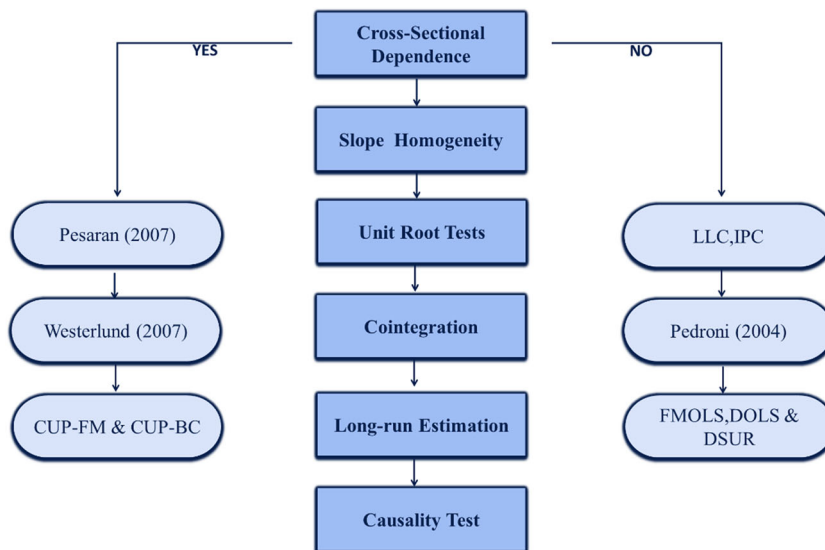 Cross-Sectional
Dependence
YES
NO
Slope Homogeneity
Pesaran (2007)
Unit Root Tests
LLC,IPC
Westerlund (2007)
Cointegration
Pedroni (2004)
CUP-FM & CUP-BC
Long-run Estimation
FMOLS,DOLS &
DSUR
Causality Test